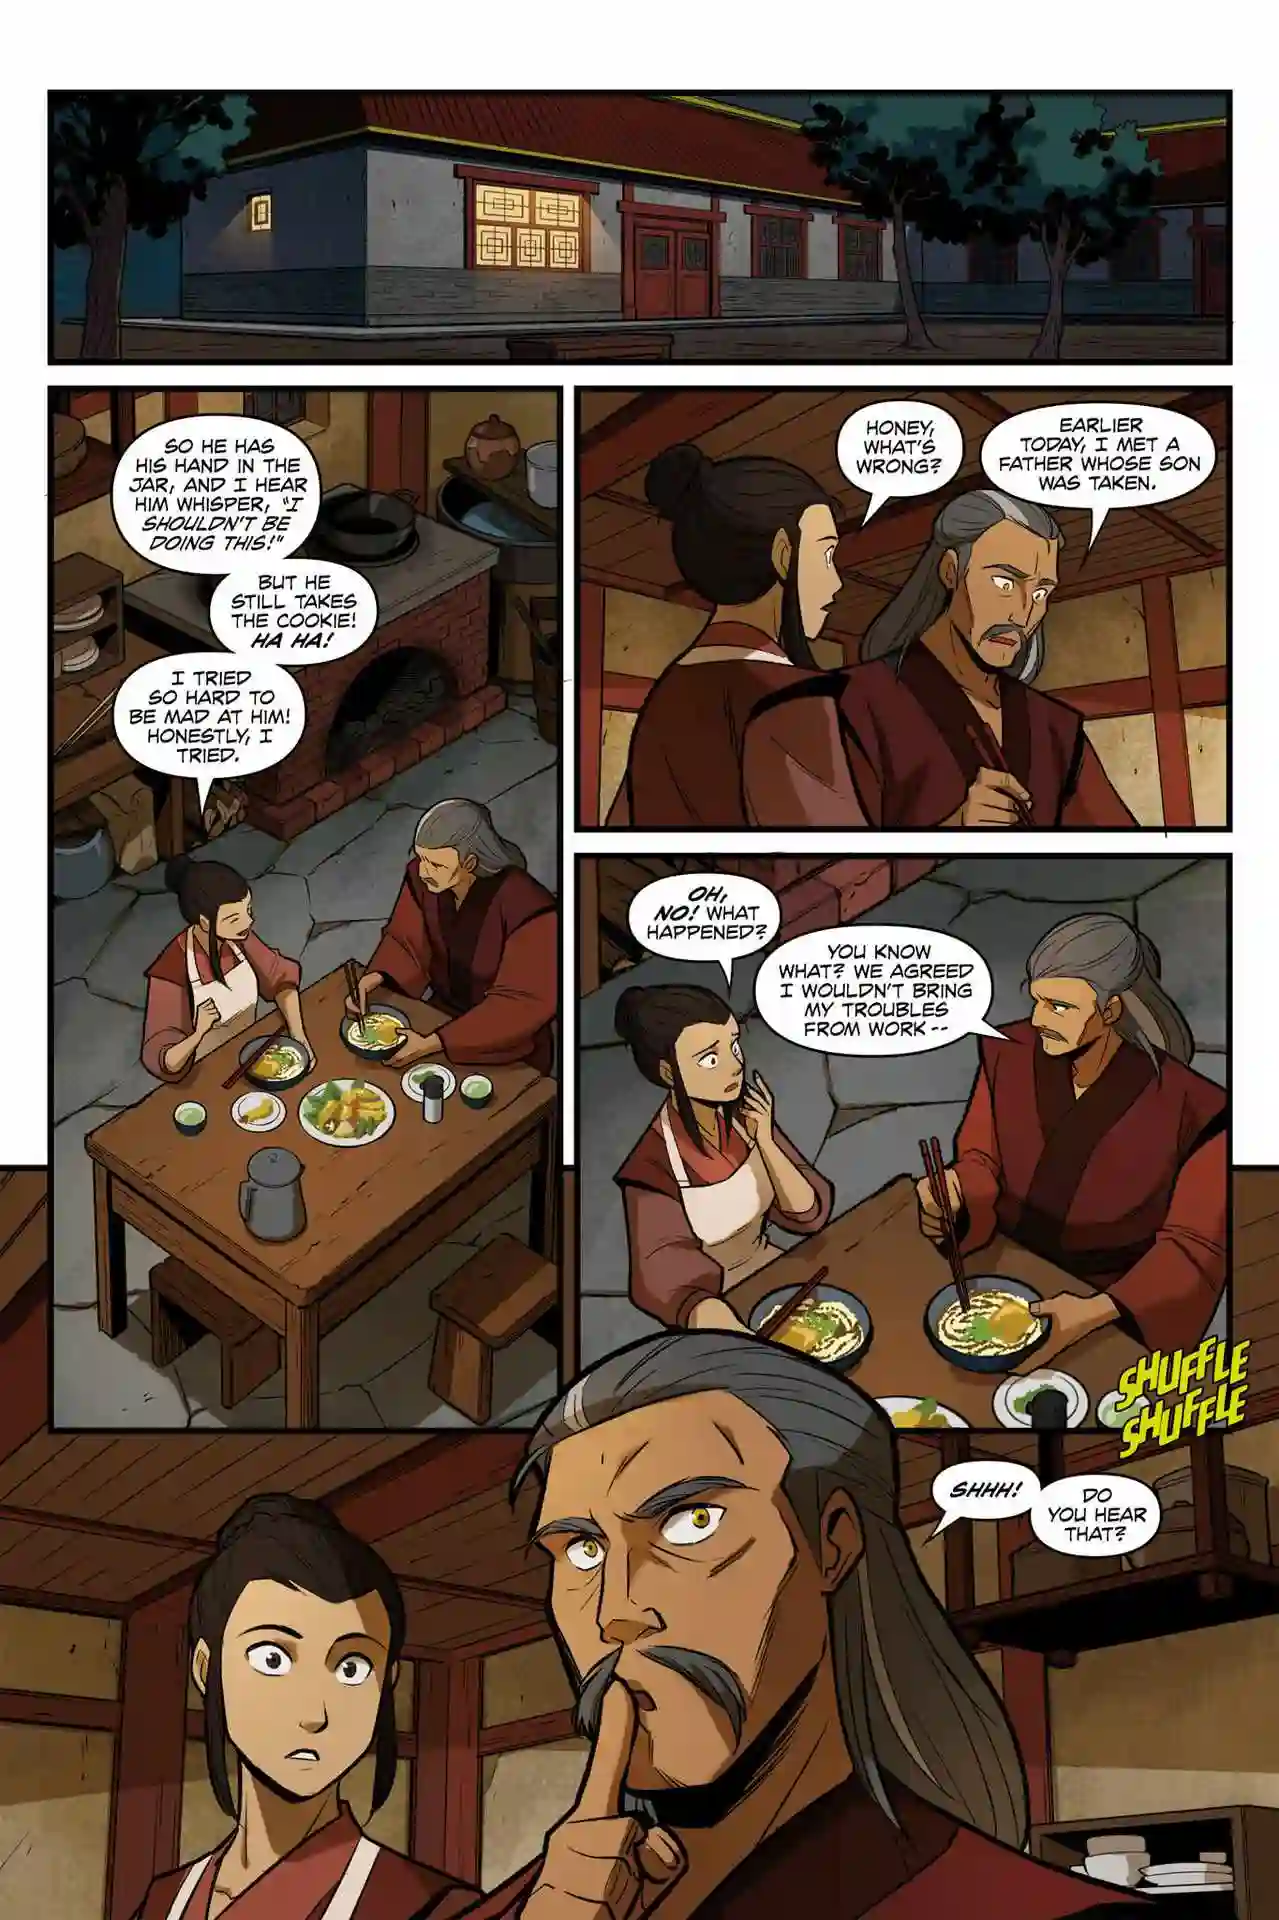 SO HE HAS
HIS HAND IN THE
JAR, AND I HEAR
HIM WHISPER, "I
SHOULDN'T BE
DOING THIS!"
BUT HE
STILL TAKES
THE COOKIE!
HA HA!
I TRIED
SO HARD TO
BE MAD AT HIM!
HONESTLY, I
TRIED.
HONEY,
WHAT'S
WRONG?
EARLIER
TODAY, I MET A
FATHER WHOSE SON
WAS TAKEN.
OH,
NO! WHAT
HAPPENED?
YOU KNOW
WHAT? WE AGREED
I WOULDN'T BRING
MY TROUBLES
FROM WORK --
SHUFFLE
SHUFFLE
SHHH!
DO
YOU HEAR
THAT?